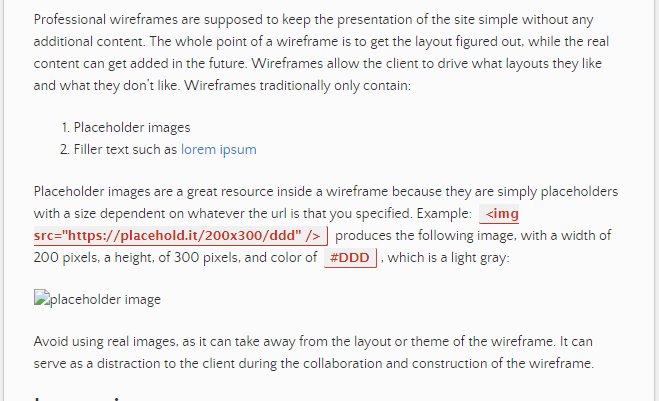 Professional wireframes are supposed to keep the presentation of the site simple without any
additional content. The whole point of a wireframe is to get the layout figured out, while the real
content can get added in the future. Wireframes allow the client to drive what layouts they like
and what they don't like. Wireframes traditionally only contain:
1. Placeholder images
2. Filler text such as lorem ipsum
Placeholder images are a great resource inside a wireframe because they are simply placeholders
with a size dependent on whatever the url is that you specified. Example: <img
src="https://placehold.it/200x300/ddd" /> produces the following image, with a width of
200 pixels, a height, of 300 pixels, and color of #DDD , which is a light gray:
placeholder image
Avoid using real images, as it can take away from the layout or theme of the wireframe. It can
serve as a distraction to the client during the collaboration and construction of the wireframe.